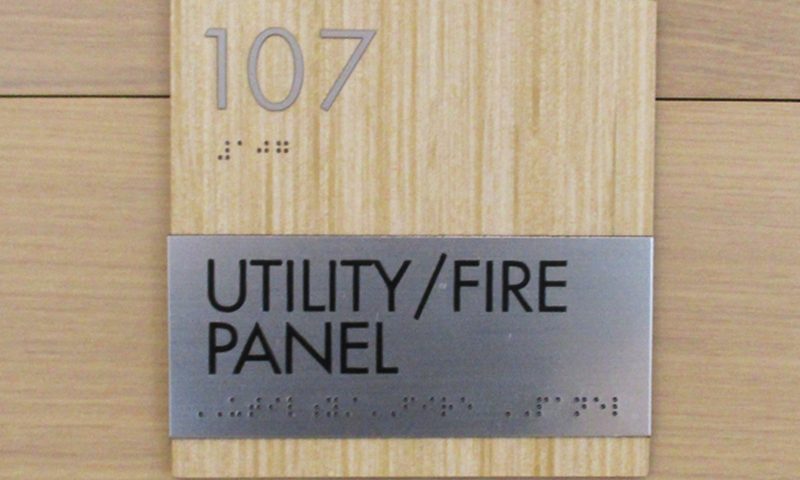 107
⠼⠁⠚⠛
UTILITY/FIRE
PANEL